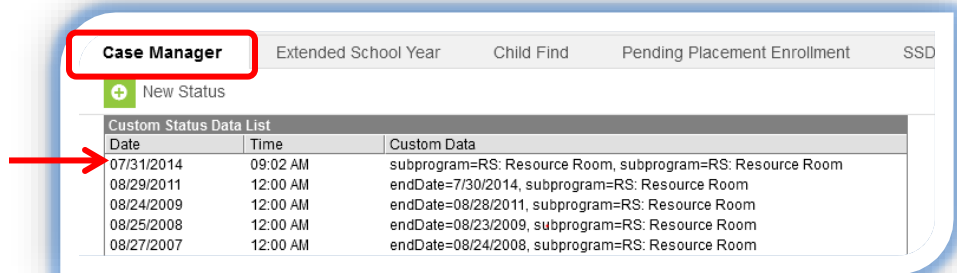 Case Manager Extended School Year Child Find Pending Placement Enrollment SSD
New Status
Custom Status Data List
Date Time Custom Data
07/31/2014 09:02 AM subprogram=RS: Resource Room, subprogram=RS: Resource Room
08/29/2011 12:00 AM endDate=7/30/2014, subprogram=RS: Resource Room
08/24/2009 12:00 AM endDate=08/28/2011, subprogram=RS: Resource Room
08/25/2008 12:00 AM endDate=08/23/2009, subprogram=RS: Resource Room
08/27/2007 12:00 AM endDate=08/24/2008, subprogram=RS: Resource Room